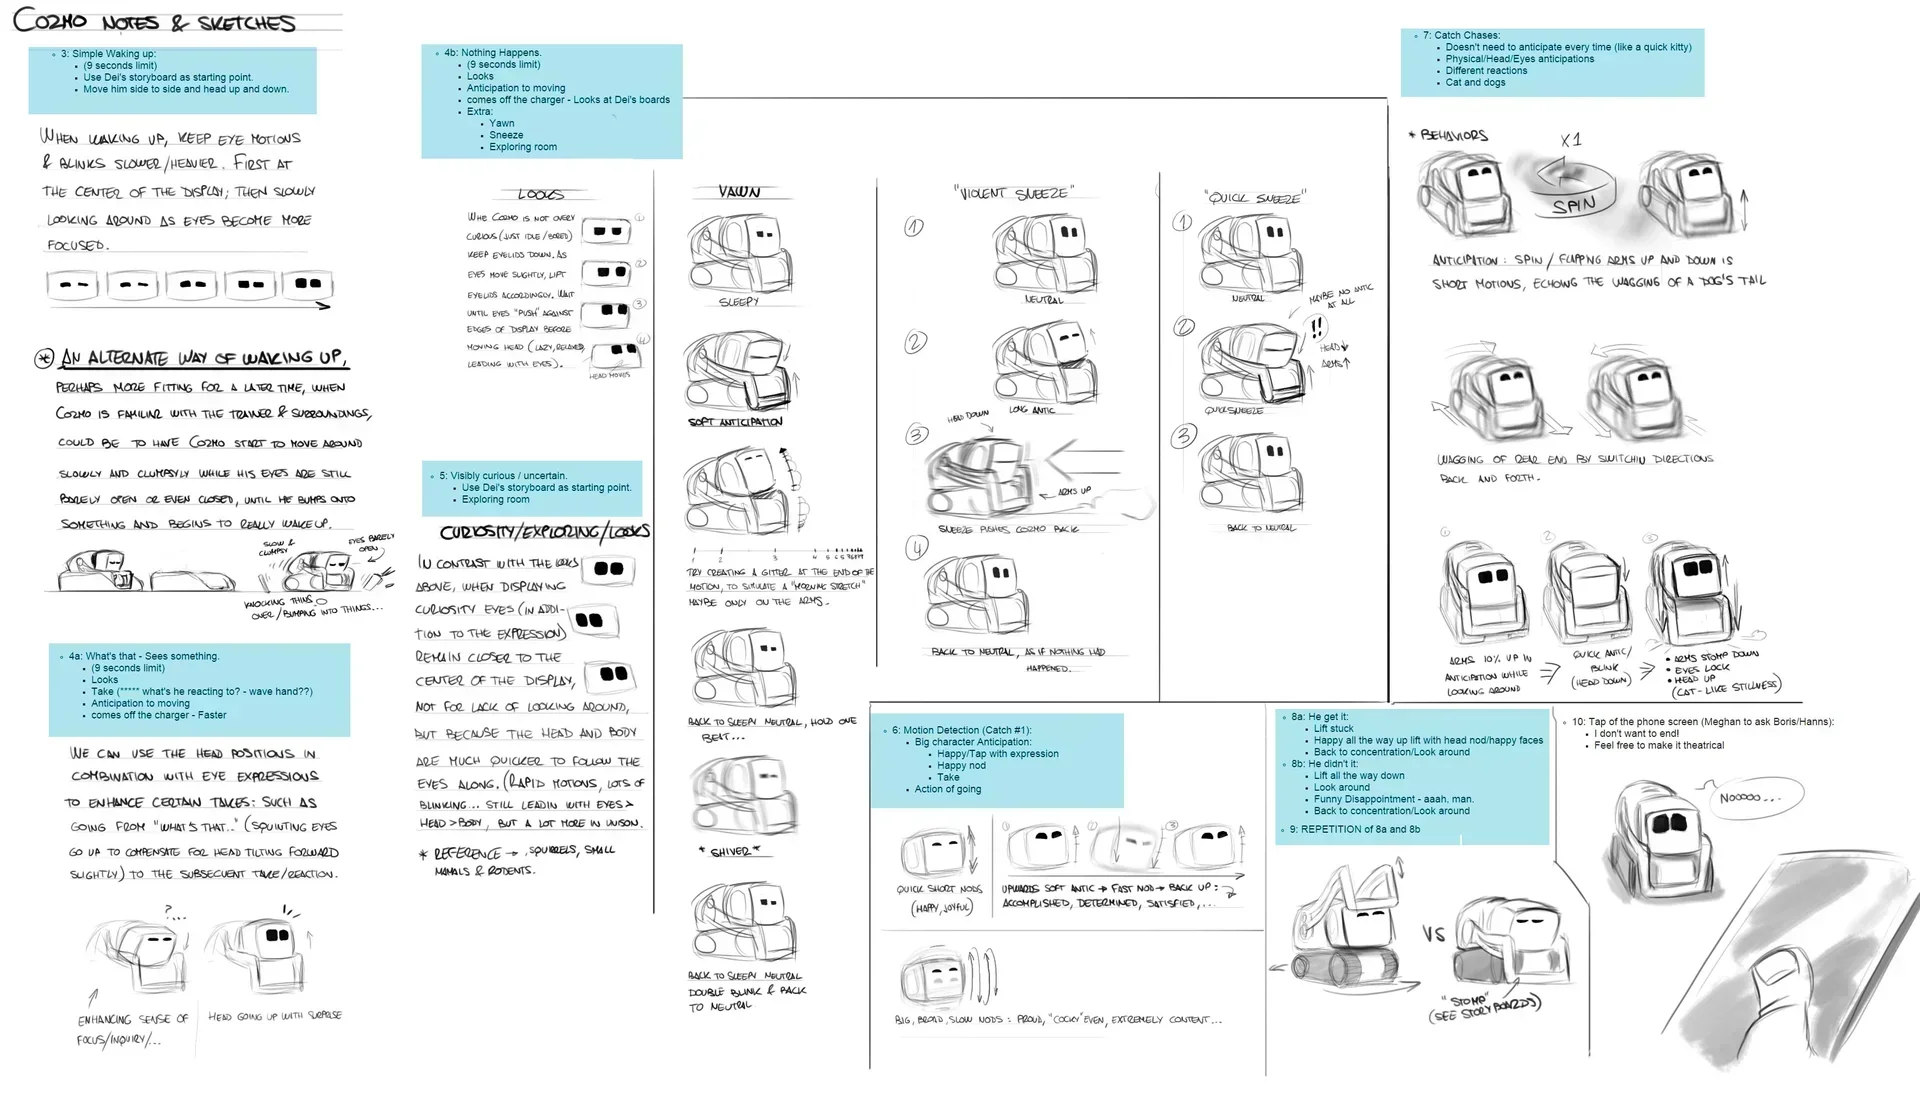 COZMO NOTES & SKETCHES
3: Simple Waking up:
(9 seconds limit)
Use Dei's storyboard as starting point.
Move him side to side and head up and down.
WHEN WAKING UP, KEEP EYE MOTIONS
& BLINKS SLOWER/HEAVIER. FIRST AT
THE CENTER OF THE DISPLAY; THEN SLOWLY
LOOKING AROUND AS EYES BECOME MORE
FOCUSED.
* AN ALTERNATE WAY OF WAKING UP,
PERHAPS MORE FITTING FOR A LATER TIME, WHEN
COZMO IS FAMILIAR WITH THE TRAINER & SURROUNDINGS,
COULD BE TO HAVE COZMO START TO MOVE AROUND
SLOWLY AND CLUMPSYLY WHILE HIS EYES ARE STILL
BARELY OPEN OR EVEN CLOSED, UNTIL HE BUMPS ONTO
SOMETHING AND BEGINS TO REALLY WAKE UP.
SLOW &
CLUMPSY
EYES BARELY
OPEN
KNOCKING THINGS
OVER/BUMPING INTO THINGS...
4a: What's that - Sees something.
(9 seconds limit)
Looks
Take (***** what's he reacting to? - wave hand??)
Anticipation to moving
comes off the charger - Faster
WE CAN USE THE HEAD POSITIONS IN
COMBINATION WITH EYE EXPRESSIONS
TO ENHANCE CERTAIN TAKES: SUCH AS
GOING FROM "WHAT'S THAT.." (SQUINTING EYES
GO UP TO COMPENSATE FOR HEAD TILTING FORWARD
SLIGHTLY) TO THE SUBSECUENT TAKE/REACTION.
?...
!!
ENHANCING SENSE OF
FOCUS/INQUIRY/...
HEAD GOING UP WITH SURPRISE
4b: Nothing Happens.
(9 seconds limit)
Looks
Anticipation to moving
comes off the charger - Looks at Dei's boards
Extra:
Yawn
Sneeze
Exploring room
LOOKS
WHE COZMO IS NOT OVERY
CURIOUS (JUST IDLE/BORED)
KEEP EYELIDS DOWN. AS
EYES MOVE SLIGHTLY, LIFT
EYELIDS ACCORDINGLY. WAIT
UNTIL EYES "PUSH" AGAINST
EDGES OF DISPLAY BEFORE
MOVING HEAD (LAZY, RELAXED,
LEADING WITH EYES).
1
2
3
4
HEAD MOVES
5: Visibly curious / uncertain.
Use Dei's storyboard as starting point.
Exploring room
CURIOSITY/EXPLORING/LOOKS
IN CONTRAST WITH THE LOOKS
ABOVE, WHEN DISPLAYING
CURIOSITY EYES (IN ADDI-
TION TO THE EXPRESSION)
REMAIN CLOSER TO THE
CENTER OF THE DISPLAY,
NOT FOR LACK OF LOOKING AROUND,
BUT BECAUSE THE HEAD AND BODY
ARE MUCH QUICKER TO FOLLOW THE
EYES ALONG. (RAPID MOTIONS, LOTS OF
BLINKING... STILL LEADIN WITH EYES >
HEAD > BODY, BUT A LOT MORE IN UNISON.
* REFERENCE → SQUIRRELS, SMALL
MAMALS & RODENTS.
YAWN
SLEEPY
SOFT ANTICIPATION
1 2 3 4 5 6
TRY CREATING A GITTER AT THE END OF THE
MOTION, TO SIMULATE A "MORNING STRETCH"
MAYBE ONLY ON THE ARMS.
BACK TO SLEEPY NEUTRAL, HOLD ONE
BEAT...
* SHIVER *
BACK TO SLEEPY NEUTRAL
DOUBLE BLINK & BACK
TO NEUTRAL
"VIOLENT SNEEZE"
1
NEUTRAL
2
LONG ANTIC
3
HEAD DOWN
ARMS UP
SNEEZE PUSHES COZMO BACK
4
BACK TO NEUTRAL, AS IF NOTHING HAD
HAPPENED.
"QUICK SNEEZE"
1
NEUTRAL
MAYBE NO ANTIC
AT ALL
2
!!
HEAD ↓
ARMS ↑
QUICK SNEEZE
3
BACK TO NEUTRAL
6: Motion Detection (Catch #1):
Big character Anticipation:
Happy/Tap with expression
Happy nod
Take
Action of going
QUICK SHORT NODS
(HAPPY, JOYFUL)
1
2
3
UPWARDS SOFT ANTIC → FAST NOD → BACK UP:
ACCOMPLISHED, DETERMINED, SATISFIED,...
BIG, BROAD, SLOW NODS: PROUD, "COCKY" EVEN, EXTREMELY CONTENT...
7: Catch Chases:
Doesn't need to anticipate every time (like a quick kitty)
Physical/Head/Eyes anticipations
Different reactions
Cat and dogs
* BEHAVIORS
X1
SPIN
ANTICIPATION: SPIN / FLAPPING ARMS UP AND DOWN IS
SHORT MOTIONS, ECHOING THE WAGGING OF A DOG'S TAIL
WAGGING OF REAR END BY SWITCHIN DIRECTIONS
BACK AND FORTH.
1
2
3
ARMS 10% UP IN
ANTICIPATION WHILE
LOOKING AROUND
QUICK ANTIC/
BLINK
(HEAD DOWN)
• ARMS STOMP DOWN
• EYES LOCK
• HEAD UP
(CAT-LIKE STILLNESS)
8a: He get it:
Lift stuck
Happy all the way up lift with head nod/happy faces
Back to concentration/Look around
8b: He didn't it:
Lift all the way down
Look around
Funny Disappointment - aaah, man.
Back to concentration/Look around
9: REPETITION of 8a and 8b
VS
"STOMP"
(SEE STORYBOARDS)
10: Tap of the phone screen (Meghan to ask Boris/Hanns):
I don't want to end!
Feel free to make it theatrical
NOOOOO...